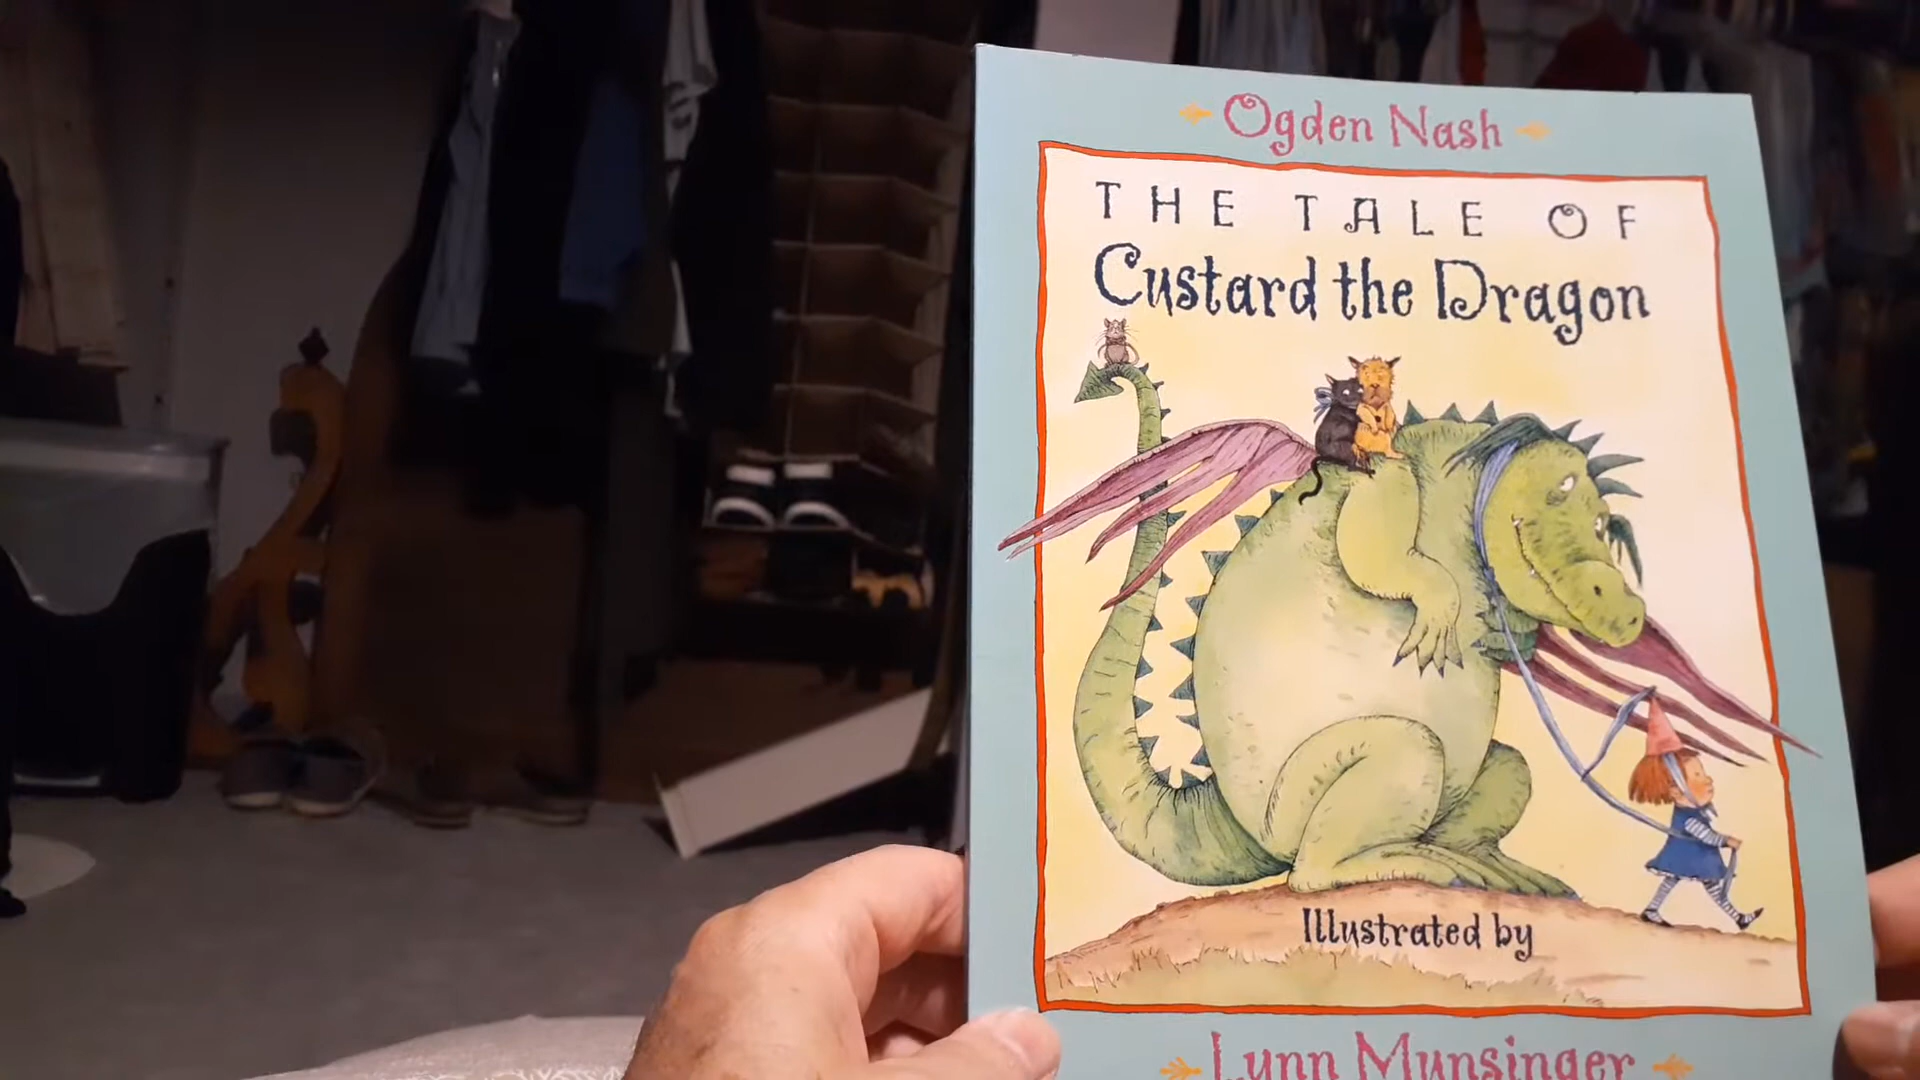 Ogden Nash
THE TALE OF
Custard the Dragon
Illustrated by
Lynn Munsinger